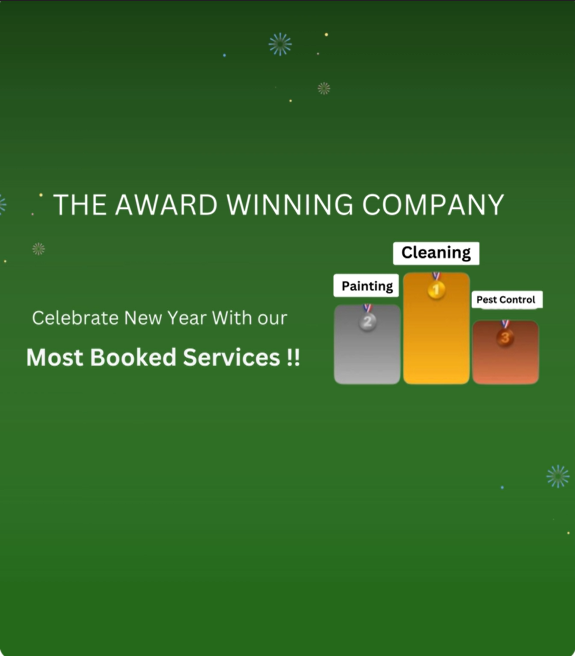 THE AWARD WINNING COMPANY
Celebrate New Year With our
Most Booked Services !!
Cleaning
Painting
Pest Control
1
2
3